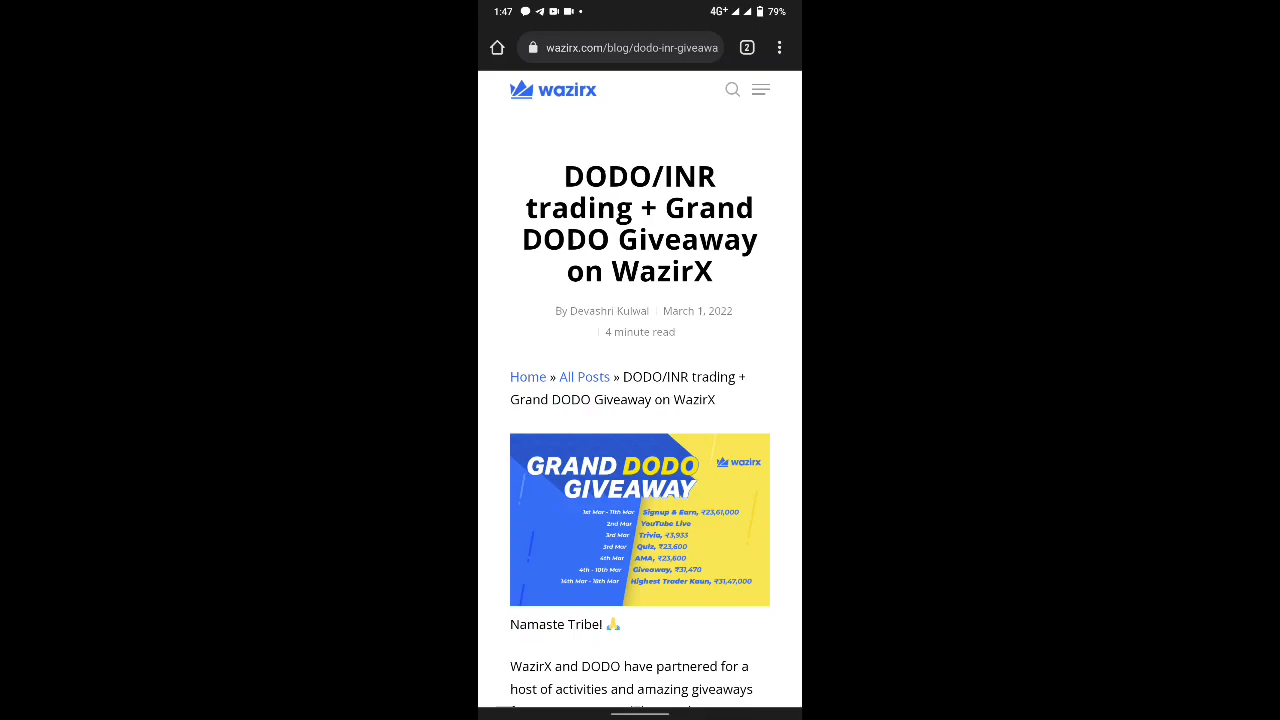 1:47 4G+ 79%
wazirx.com/blog/dodo-inr-giveawa 2
wazirx
DODO/INR
trading + Grand
DODO Giveaway
on WazirX
By Devashri Kulwal March 1, 2022
4 minute read
Home » All Posts » DODO/INR trading +
Grand DODO Giveaway on WazirX
GRAND DODO wazirx
GIVEAWAY
1st Mar - 11th Mar Signup & Earn, ₹23,61,000
2nd Mar YouTube Live
3rd Mar Trivia, ₹3,933
3rd Mar Quiz, ₹23,600
4th Mar AMA, ₹23,600
4th - 10th Mar Giveaway, ₹31,470
14th Mar - 18th Mar Highest Trader Kaun, ₹31,47,000
Namaste Tribe! 🙏
WazirX and DODO have partnered for a
host of activities and amazing giveaways